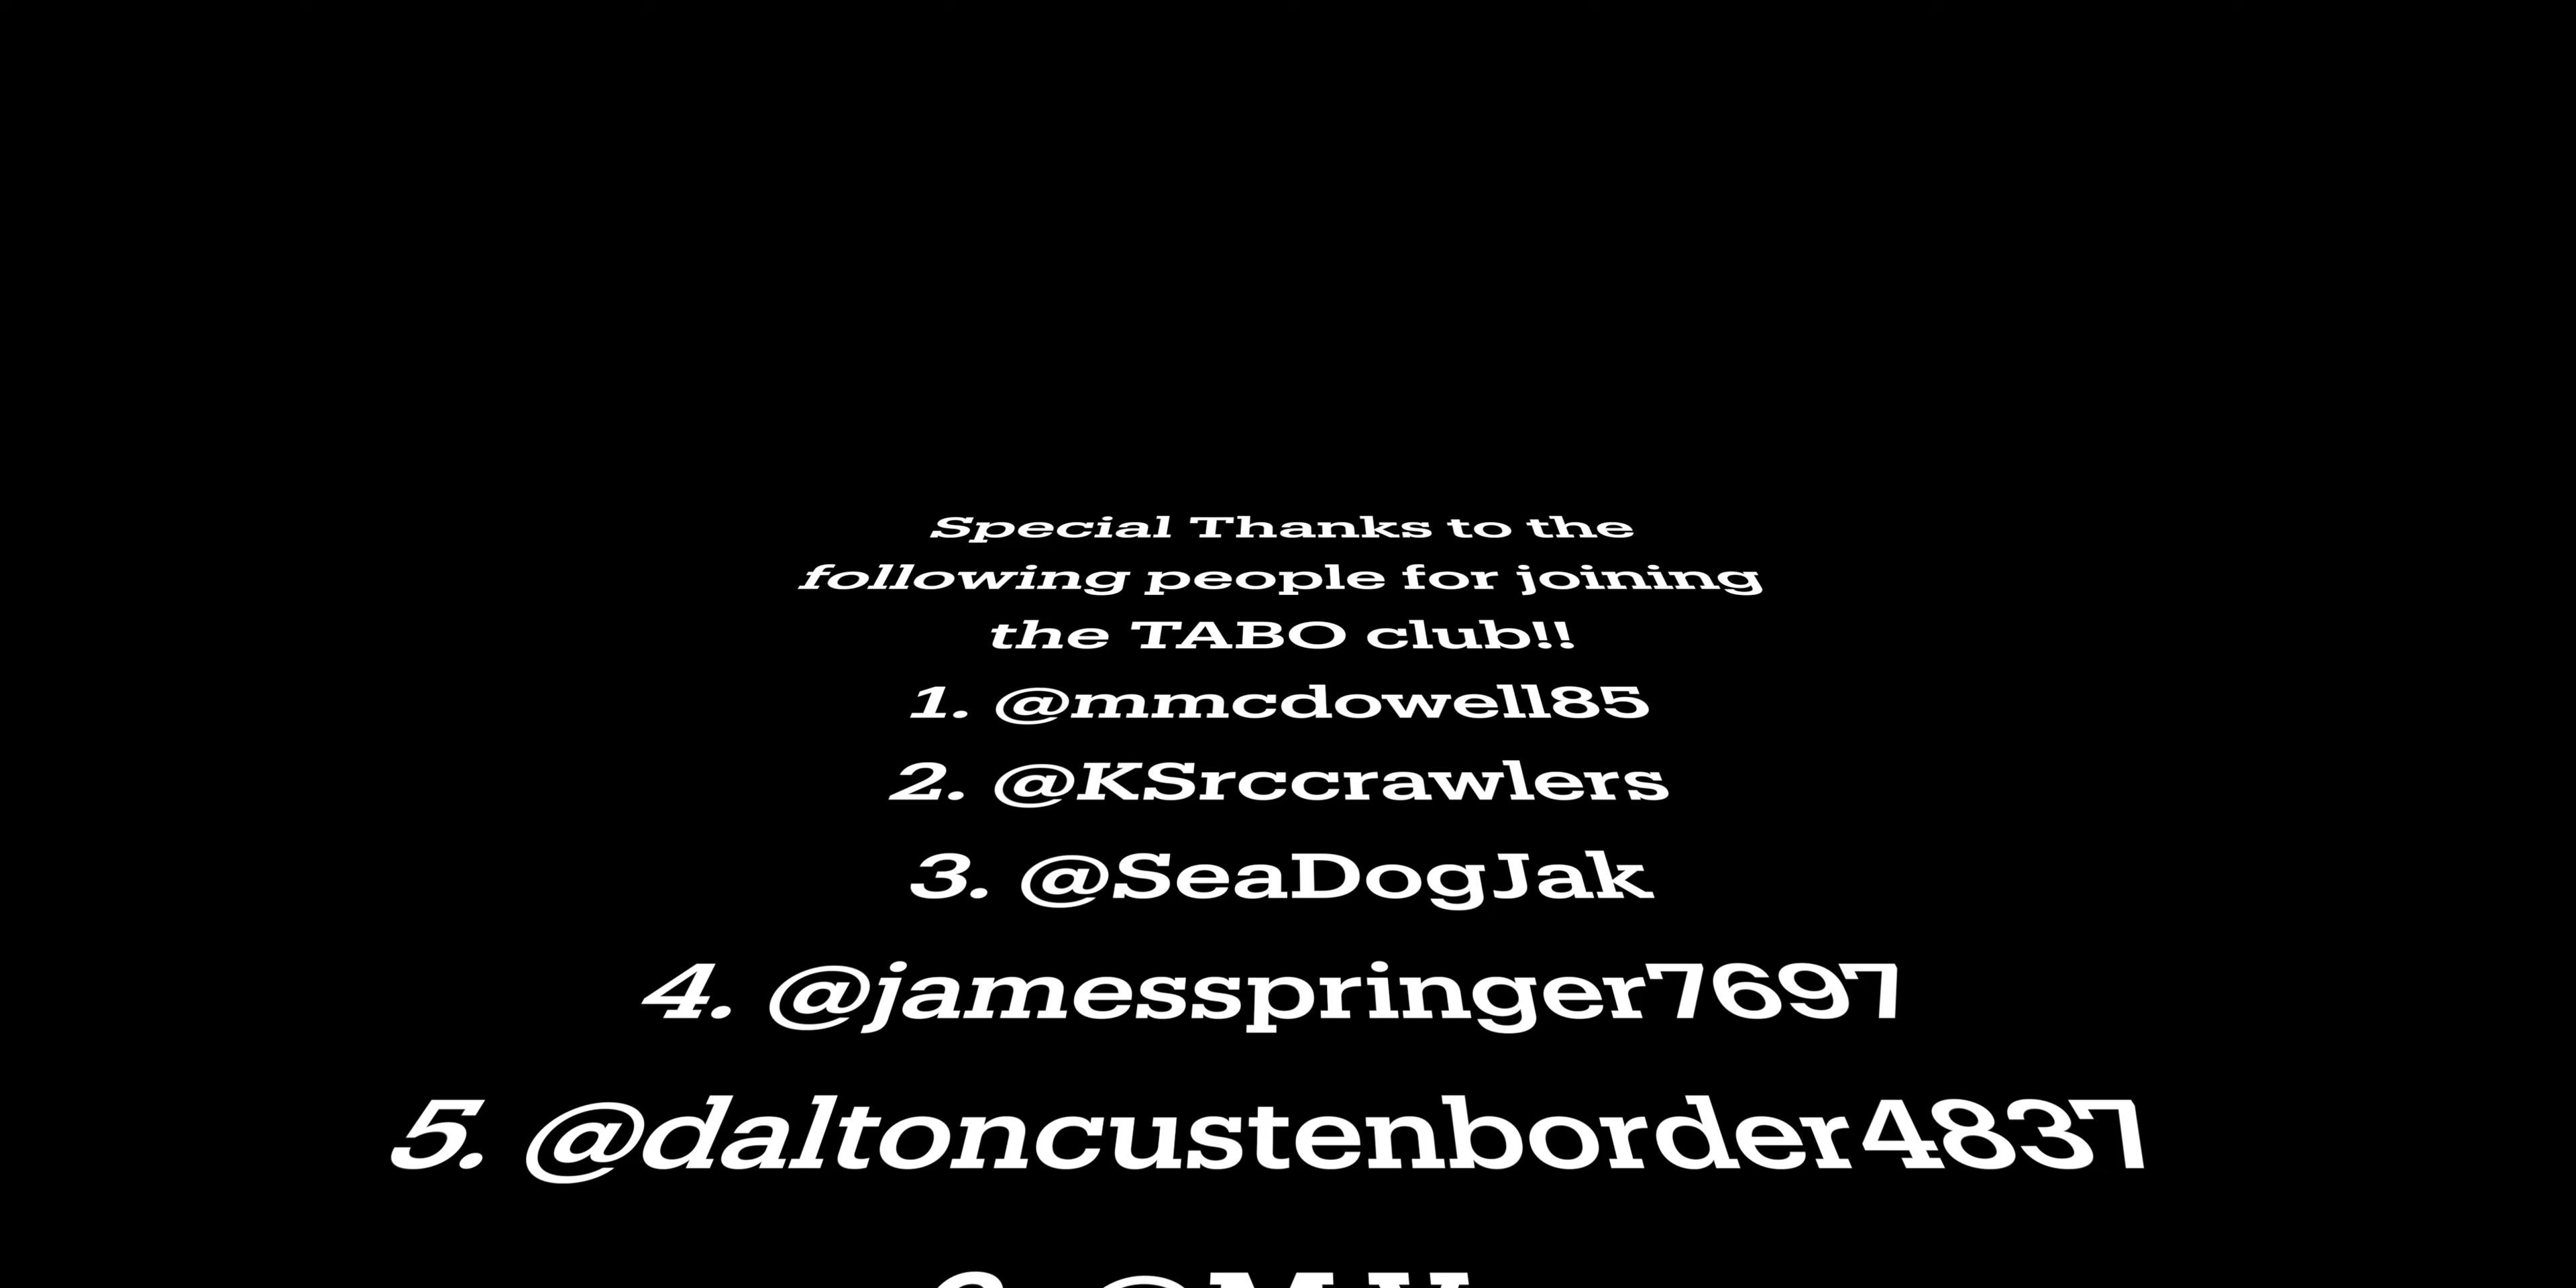 Special Thanks to the
following people for joining
the TABO club!!
1. @mmcdowell85
2. @KSrccrawlers
3. @SeaDogJak
4. @jamesspringer7697
5. @daltoncustenborder4837